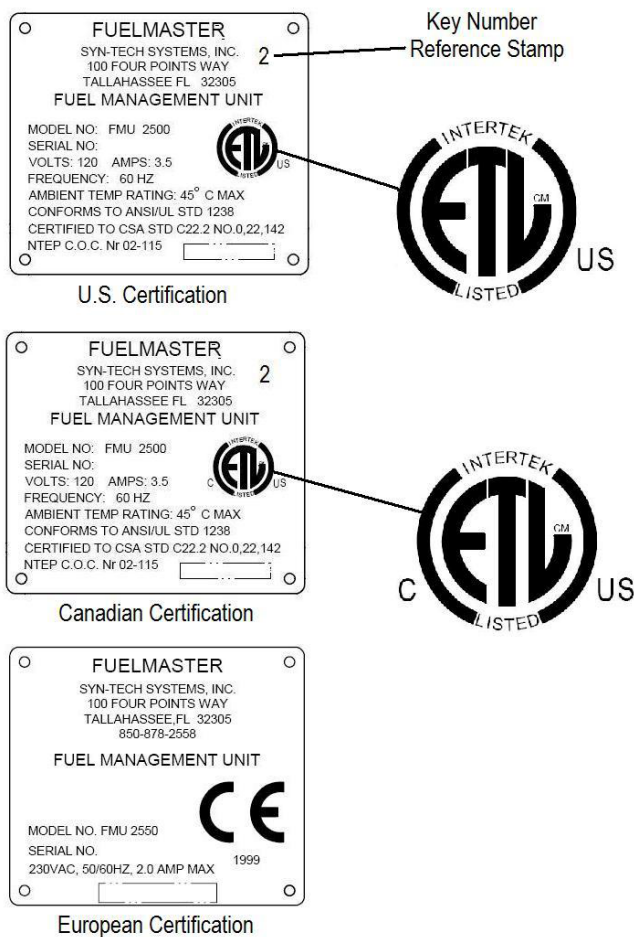 FUELMASTER
SYN-TECH SYSTEMS, INC.
100 FOUR POINTS WAY
TALLAHASSEE FL 32305
2
Key Number
Reference Stamp
FUEL MANAGEMENT UNIT
MODEL NO: FMU 2500
SERIAL NO:
VOLTS: 120 AMPS: 3.5
FREQUENCY: 60 HZ
AMBIENT TEMP RATING: 45° C MAX
CONFORMS TO ANSI/UL STD 1238
CERTIFIED TO CSA STD C22.2 NO.0,22,142
NTEP C.O.C. Nr 02-115
INTERTEK
ETL
LISTED
US
INTERTEK
ETL CM
LISTED
US
U.S. Certification
FUELMASTER
SYN-TECH SYSTEMS, INC.
100 FOUR POINTS WAY
TALLAHASSEE FL 32305
2
FUEL MANAGEMENT UNIT
MODEL NO: FMU 2500
SERIAL NO:
VOLTS: 120 AMPS: 3.5
FREQUENCY: 60 HZ
AMBIENT TEMP RATING: 45° C MAX
CONFORMS TO ANSI/UL STD 1238
CERTIFIED TO CSA STD C22.2 NO.0,22,142
NTEP C.O.C. Nr 02-115
INTERTEK
C ETL US
LISTED
INTERTEK
ETL CM
C US
LISTED
Canadian Certification
FUELMASTER
SYN-TECH SYSTEMS, INC.
100 FOUR POINTS WAY
TALLAHASSEE,FL 32305
850-878-2558
FUEL MANAGEMENT UNIT
CE
MODEL NO. FMU 2550
SERIAL NO.
1999
230VAC, 50/60HZ, 2.0 AMP MAX
European Certification